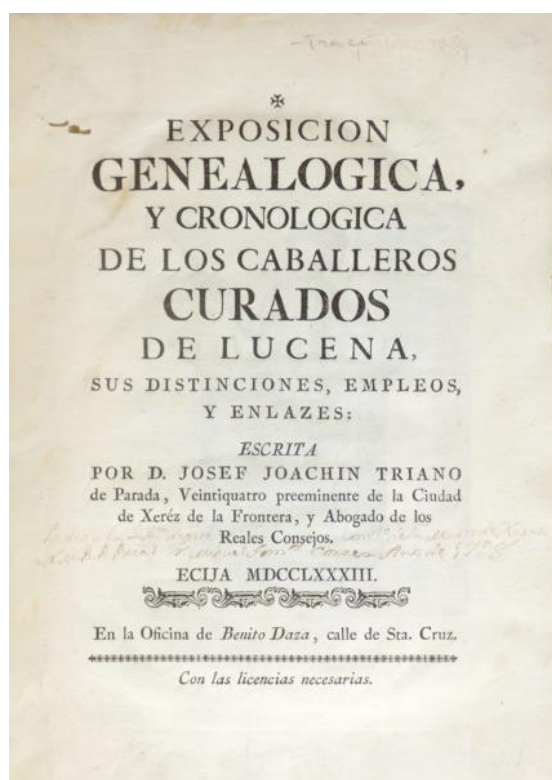 ✠
EXPOSICION
GENEALOGICA,
Y CRONOLOGICA
DE LOS CABALLEROS
CURADOS
DE LUCENA,
SUS DISTINCIONES, EMPLEOS,
Y ENLAZES:
ESCRITA
POR D. JOSEF JOACHIN TRIANO
de Parada, Veintiquatro preeminente de la Ciudad
de Xeréz de la Frontera, y Abogado de los
Reales Consejos.
ECIJA MDCCLXXXIII.
En la Oficina de Benito Daza, calle de Sta. Cruz.
Con las licencias necesarias.